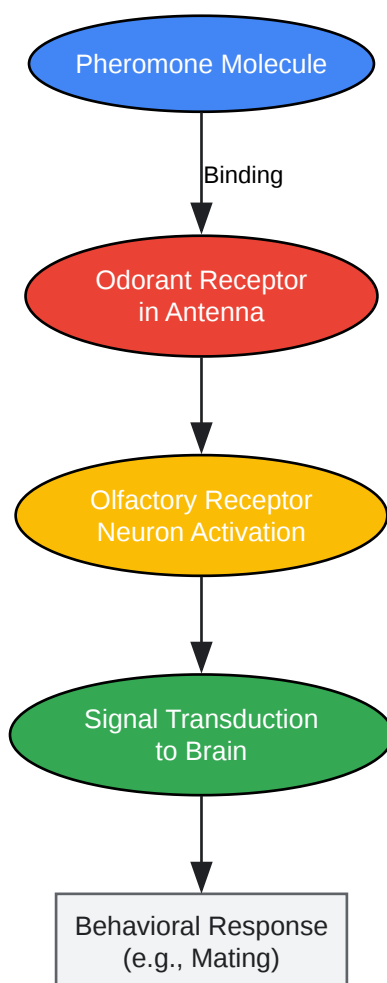 Pheromone Molecule
Binding
Odorant Receptor
in Antenna
Olfactory Receptor
Neuron Activation
Signal Transduction
to Brain
Behavioral Response
(e.g., Mating)